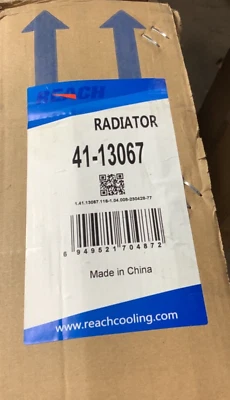 REACH
RADIATOR
41-13067
1.41.13067.116-1.34.006-250428-77
6 949521 704872
Made in China
www.reachcooling.com